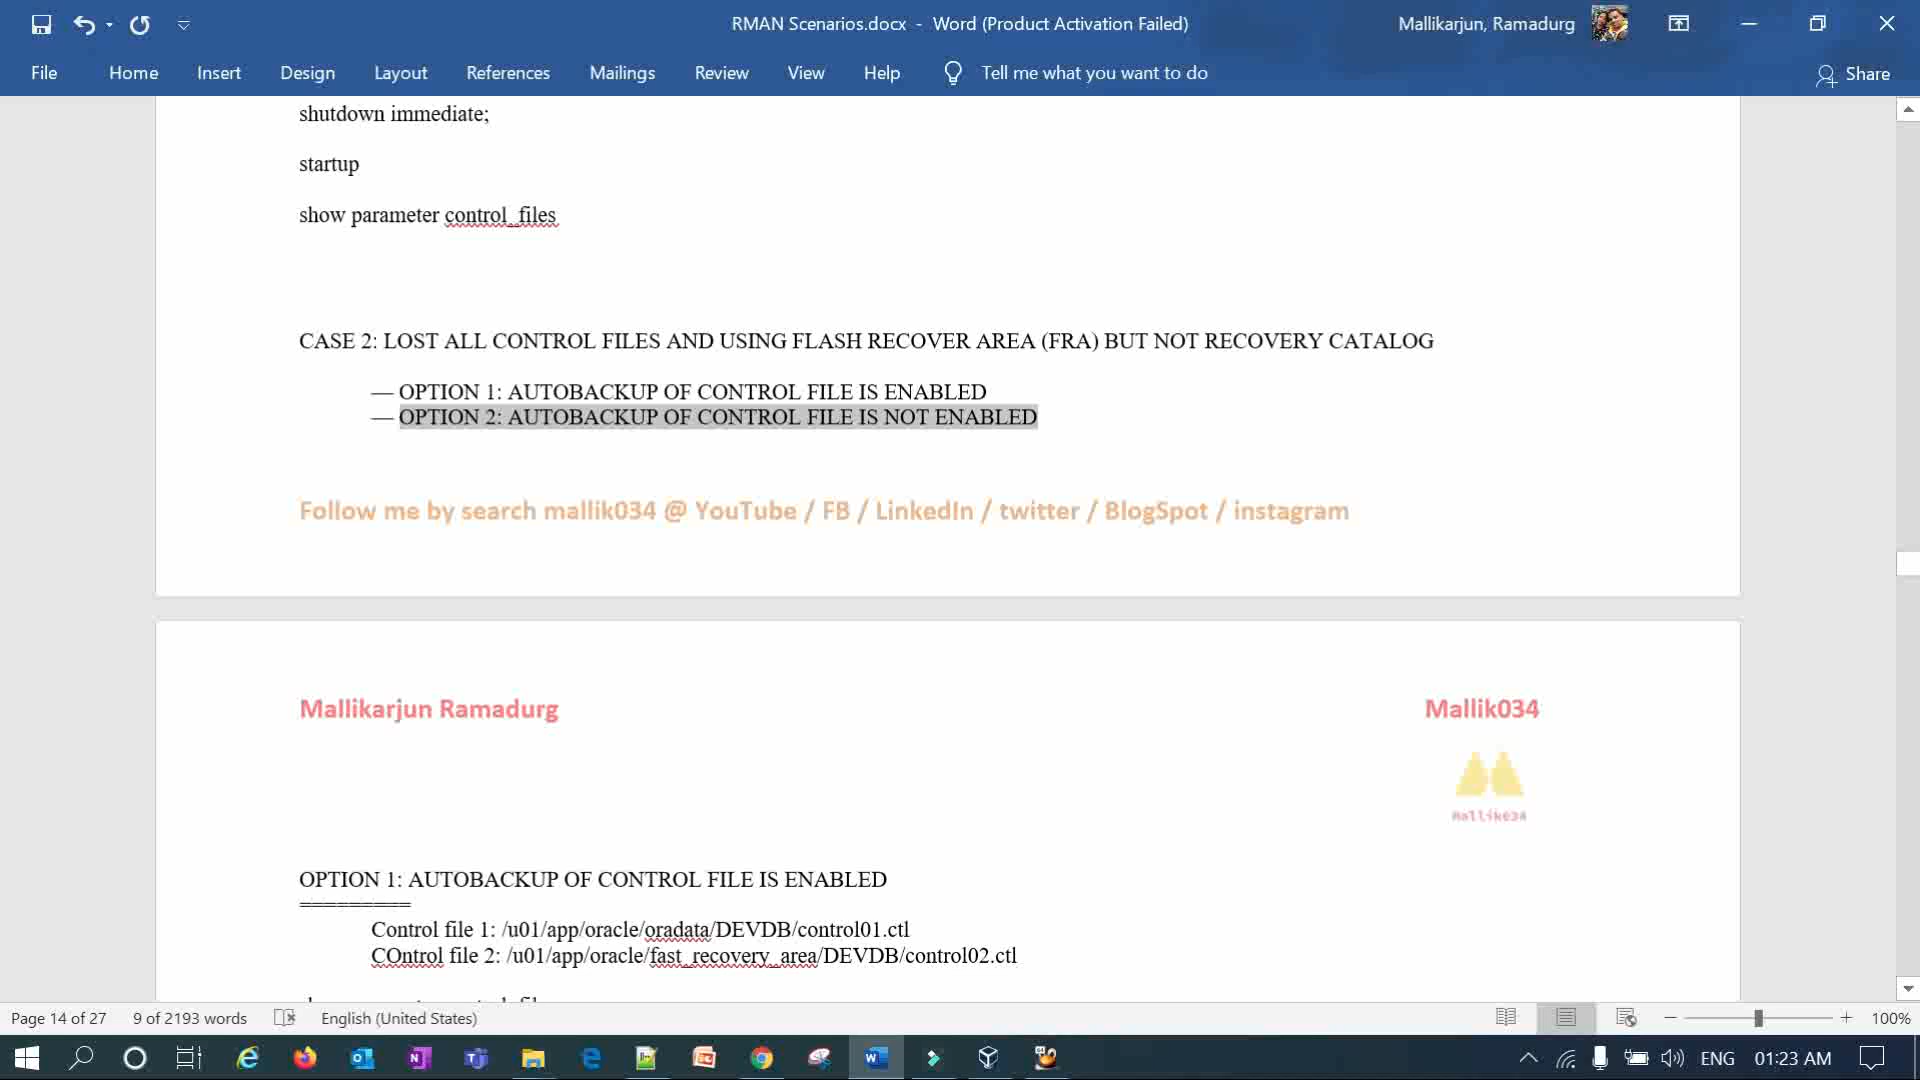 RMAN Scenarios.docx - Word (Product Activation Failed)
Mallikarjun, Ramadurg
File Home Insert Design Layout References Mailings Review View Help Tell me what you want to do Share
shutdown immediate;
startup
show parameter control_files
CASE 2: LOST ALL CONTROL FILES AND USING FLASH RECOVER AREA (FRA) BUT NOT RECOVERY CATALOG
— OPTION 1: AUTOBACKUP OF CONTROL FILE IS ENABLED
— OPTION 2: AUTOBACKUP OF CONTROL FILE IS NOT ENABLED
Follow me by search mallik034 @ YouTube / FB / LinkedIn / twitter / BlogSpot / instagram
Mallikarjun Ramadurg
Mallik034
Mallik034
OPTION 1: AUTOBACKUP OF CONTROL FILE IS ENABLED
=========
Control file 1: /u01/app/oracle/oradata/DEVDB/control01.ctl
COntrol file 2: /u01/app/oracle/fast_recovery_area/DEVDB/control02.ctl
Page 14 of 27 9 of 2193 words English (United States) 100%
ENG 01:23 AM